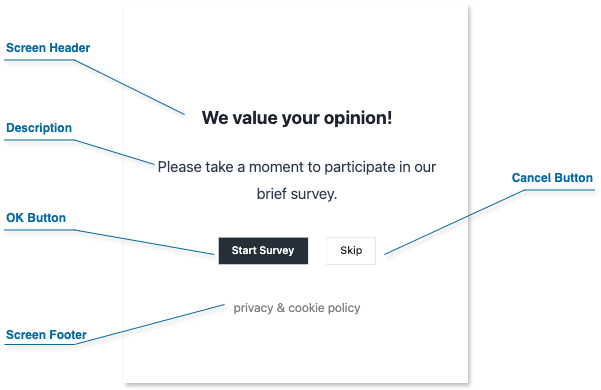 Screen Header
We value your opinion!
Description
Please take a moment to participate in our
brief survey.
Cancel Button
OK Button
Start Survey
Skip
privacy & cookie policy
Screen Footer